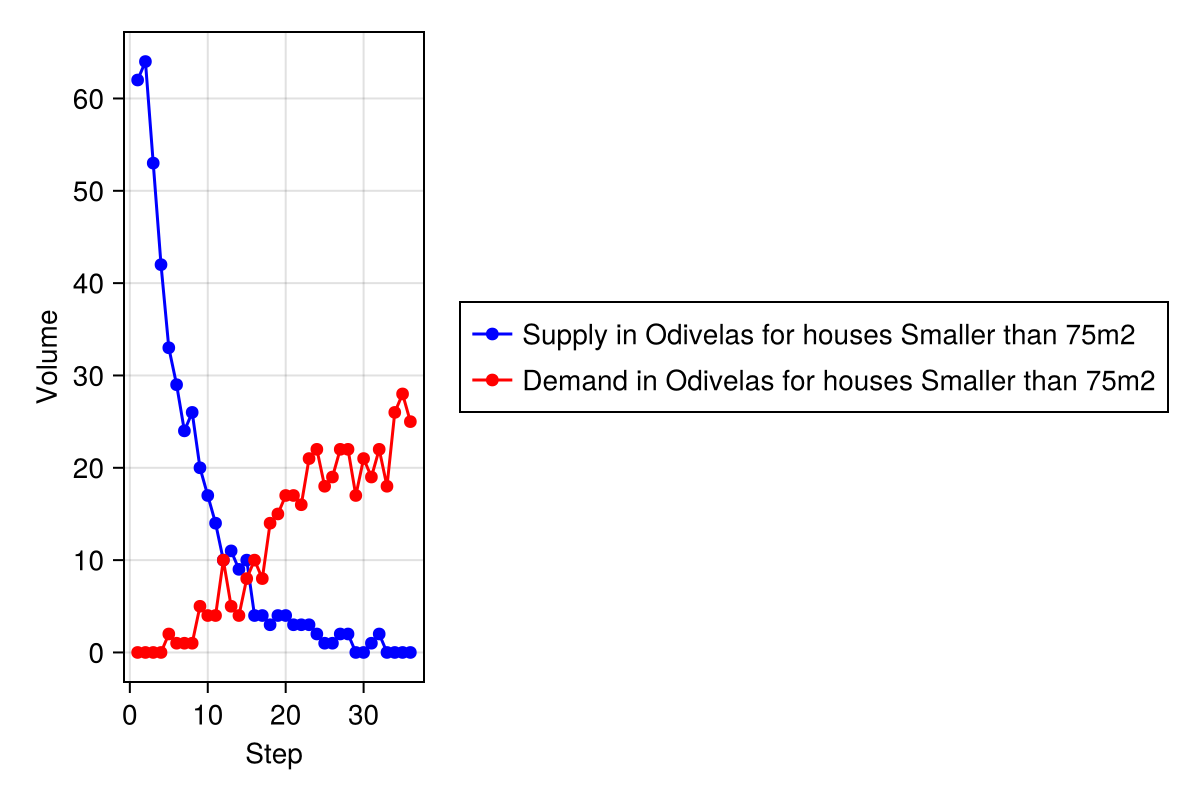 60
50
40
30
20
10
0
Volume
0 10 20 30
Step
Supply in Odivelas for houses Smaller than 75m2
Demand in Odivelas for houses Smaller than 75m2